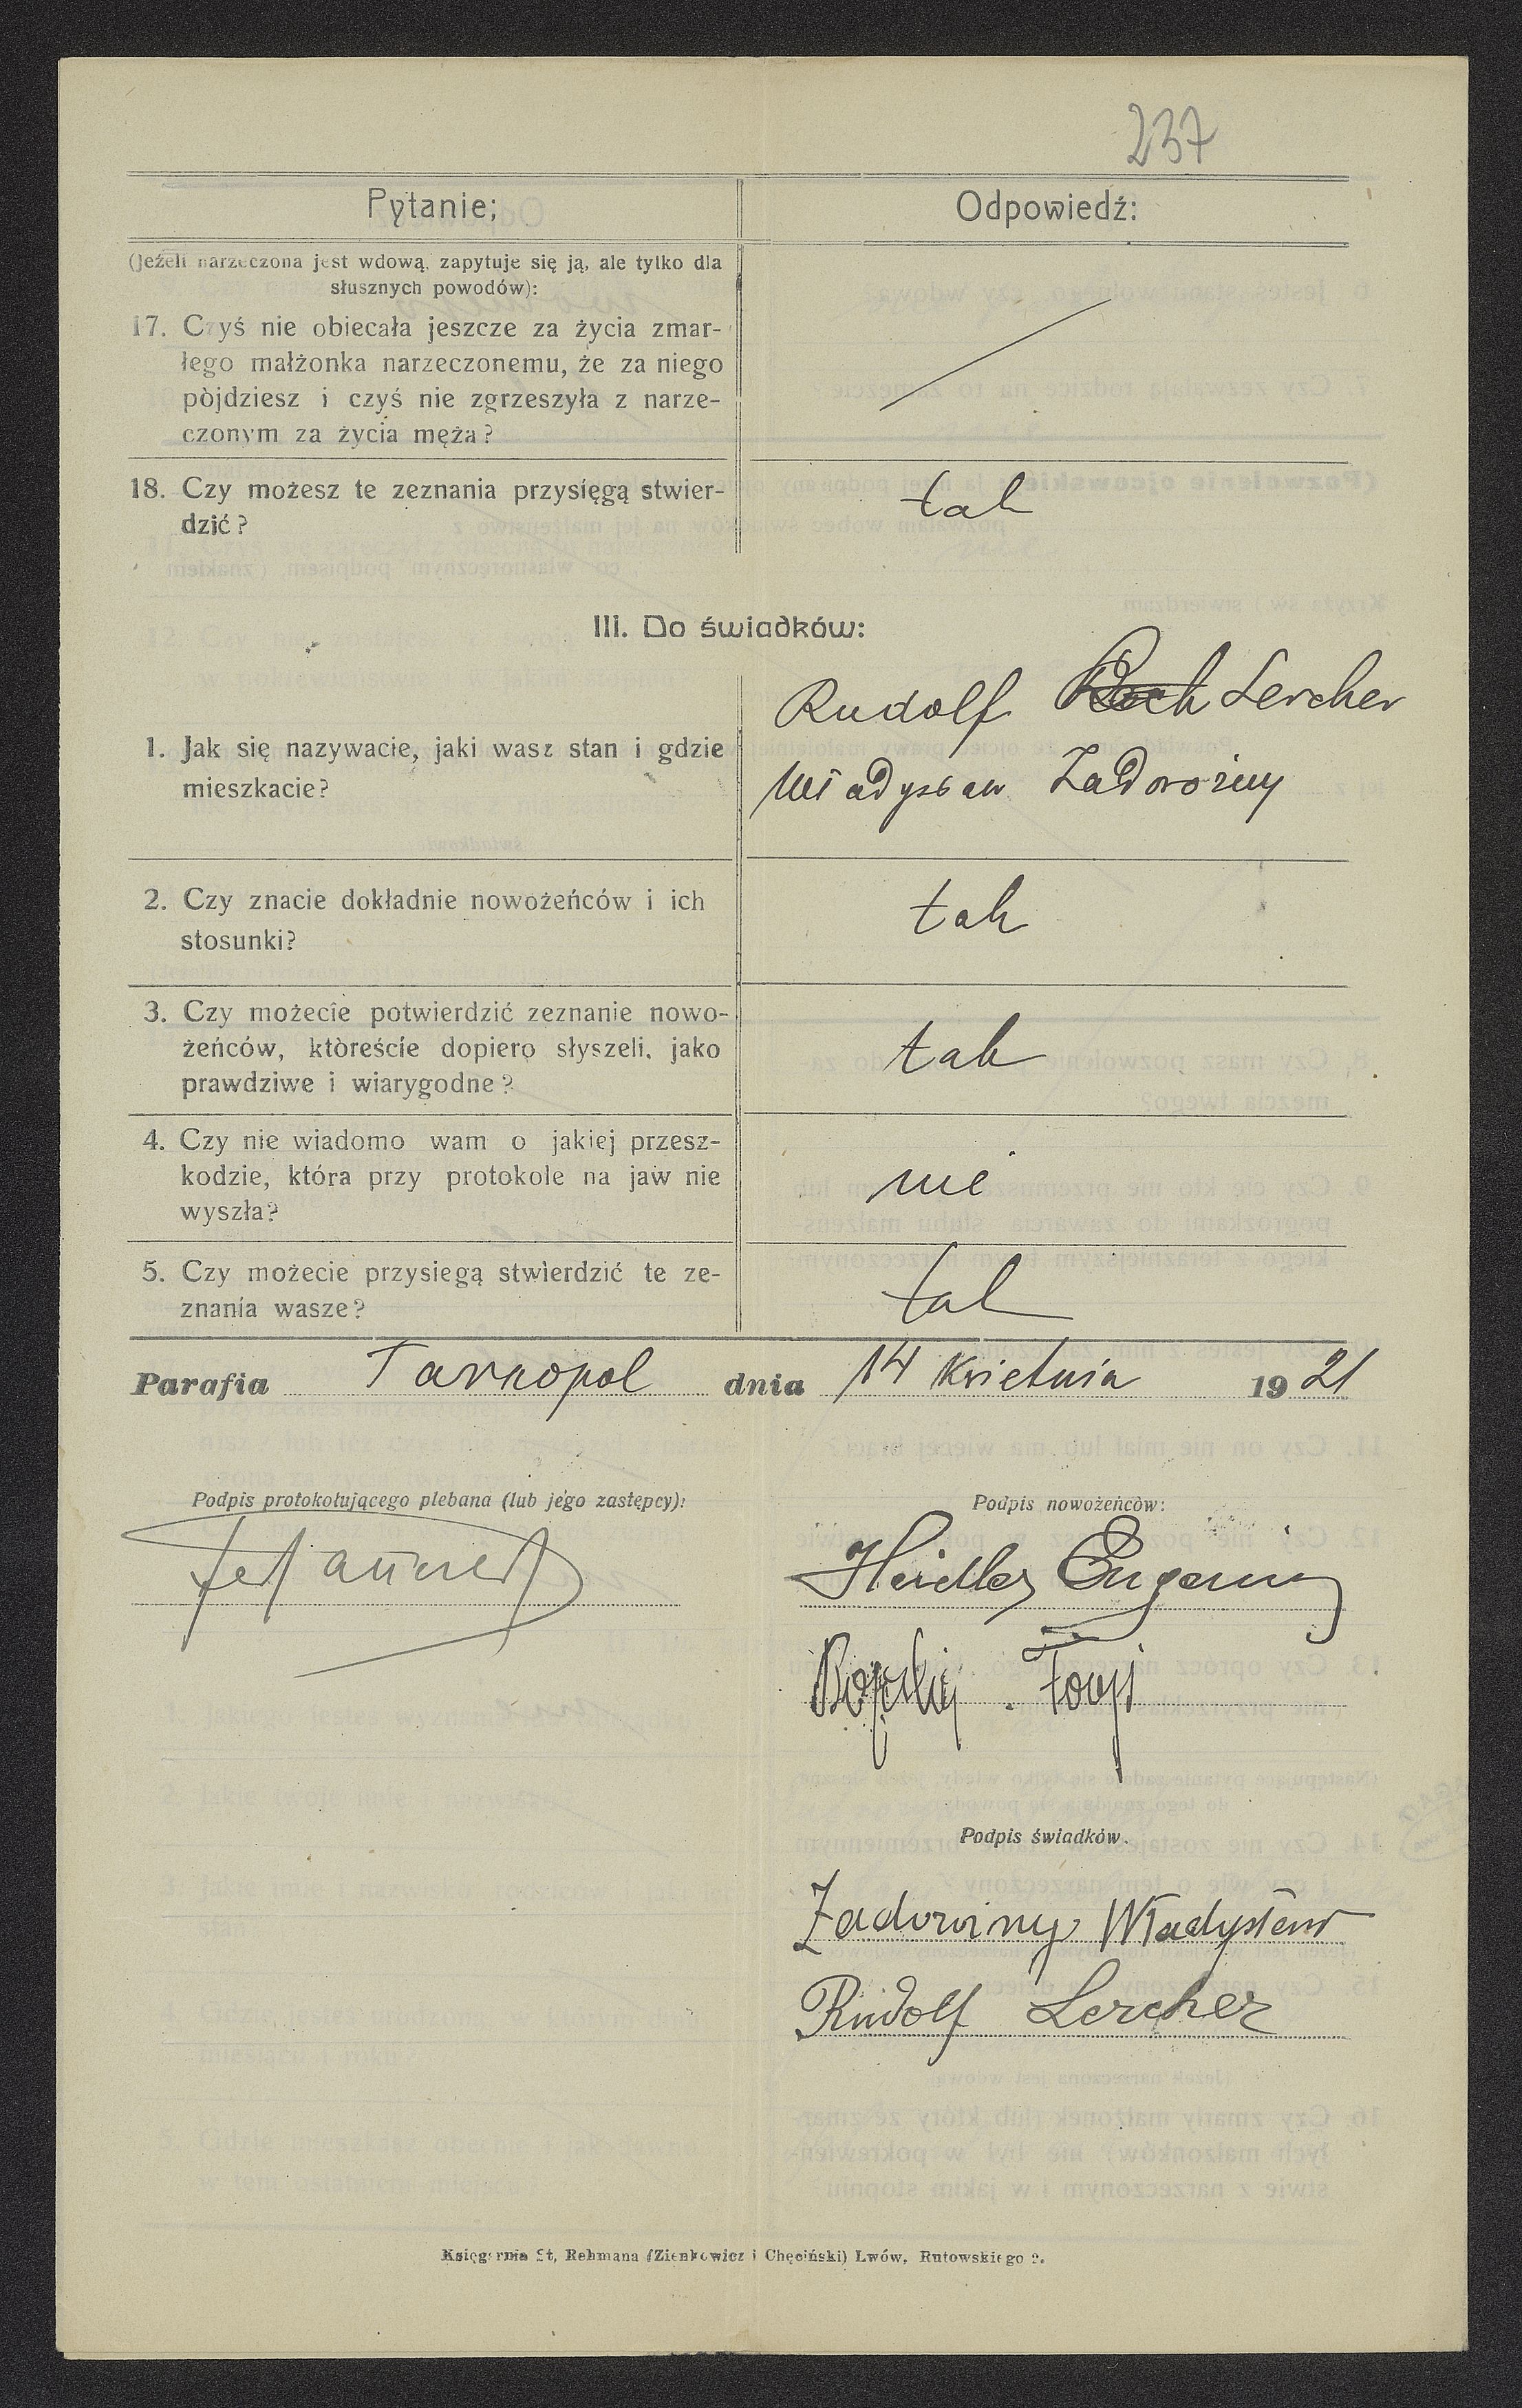 237
Pytanie; Odpowiedź:
(Jeżeli narzeczona jest wdową, zapytuje się ją, ale tylko dla
słusznych powodów):
17. Czyś nie obiecała jeszcze za życia zmar-
łego małżonka narzeczonemu, że za niego
pòjdziesz i czyś nie zgrzeszyła z narze-
czonym za życia męża?
18. Czy możesz te zeznania przysięgą stwier- tak
dzić?
III. Do świadków:
Rudolf Lercher
1. Jak się nazywacie, jaki wasz stan i gdzie
mieszkacie?
Władysław Zadorożny
2. Czy znacie dokładnie nowożeńców i ich tak
stosunki?
3. Czy możecie potwierdzić zeznanie nowo-
żeńców, któreście dopiero słyszeli, jako tak
prawdziwe i wiarygodne?
4. Czy nie wiadomo wam o jakiej przesz-
kodzie, która przy protokole na jaw nie nie
wyszła?
5. Czy możecie przysiegą stwierdzić te ze- tak
znania wasze?
Parafia Tarnopol dnia 14 kwietnia 1921
Podpis protokołującego plebana (lub jego zastępcy): Podpis nowożeńców:
Heidler Eugeniusz
Podpis świadków.
Zadorożny Władysław
Rudolf Lercher
Księgarnia St, Rehmana (Zienkowicz i Chęciński) Lwów, Rutowskiego